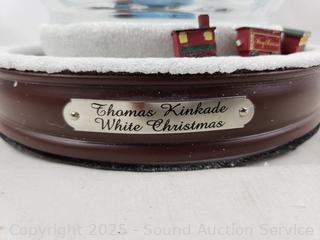 Thomas Kinkade
White Christmas
Copyright 2025 - Sound Auction Service